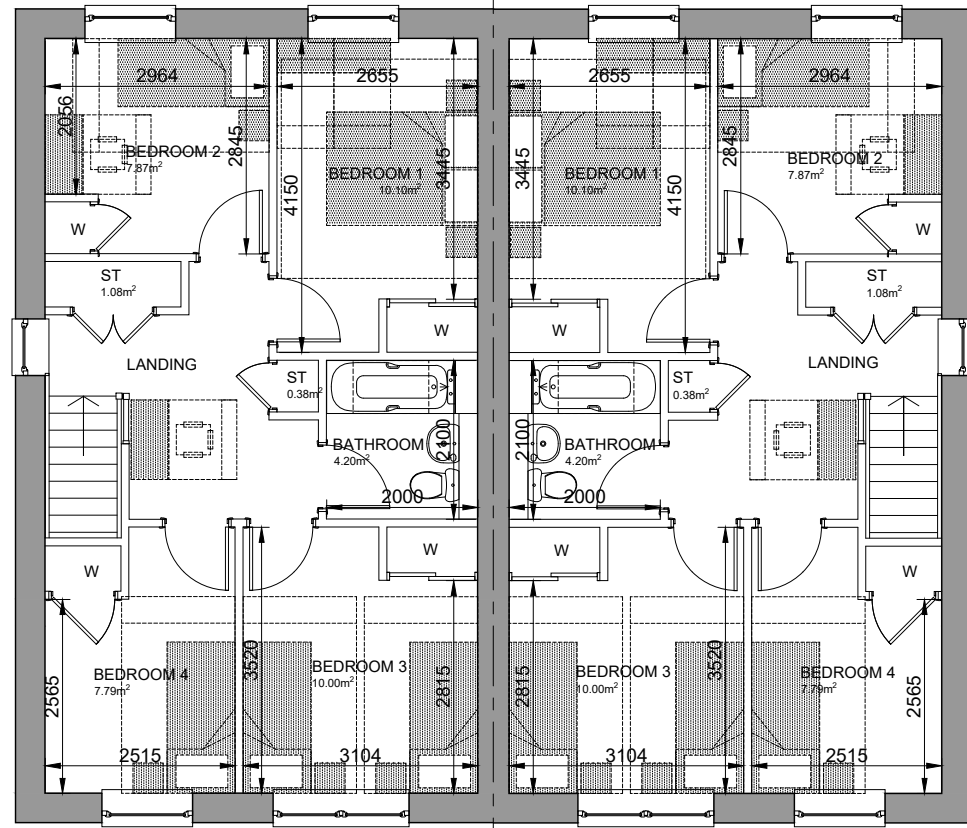 2964
2655
2655
2964
2056
2845
3445
3445
2845
BEDROOM 2
7.87m²
BEDROOM 1
10.10m²
BEDROOM 1
10.10m²
BEDROOM 2
7.87m²
4150
4150
W
W
ST
1.08m²
ST
1.08m²
W
W
LANDING
LANDING
ST
0.38m²
ST
0.38m²
BATHROOM
4.20m²
BATHROOM
4.20m²
2100
2100
2000
2000
W
W
W
W
BEDROOM 4
7.79m²
BEDROOM 3
10.00m²
BEDROOM 3
10.00m²
BEDROOM 4
7.79m²
2565
3520
2815
2815
3520
2565
2515
3104
3104
2515